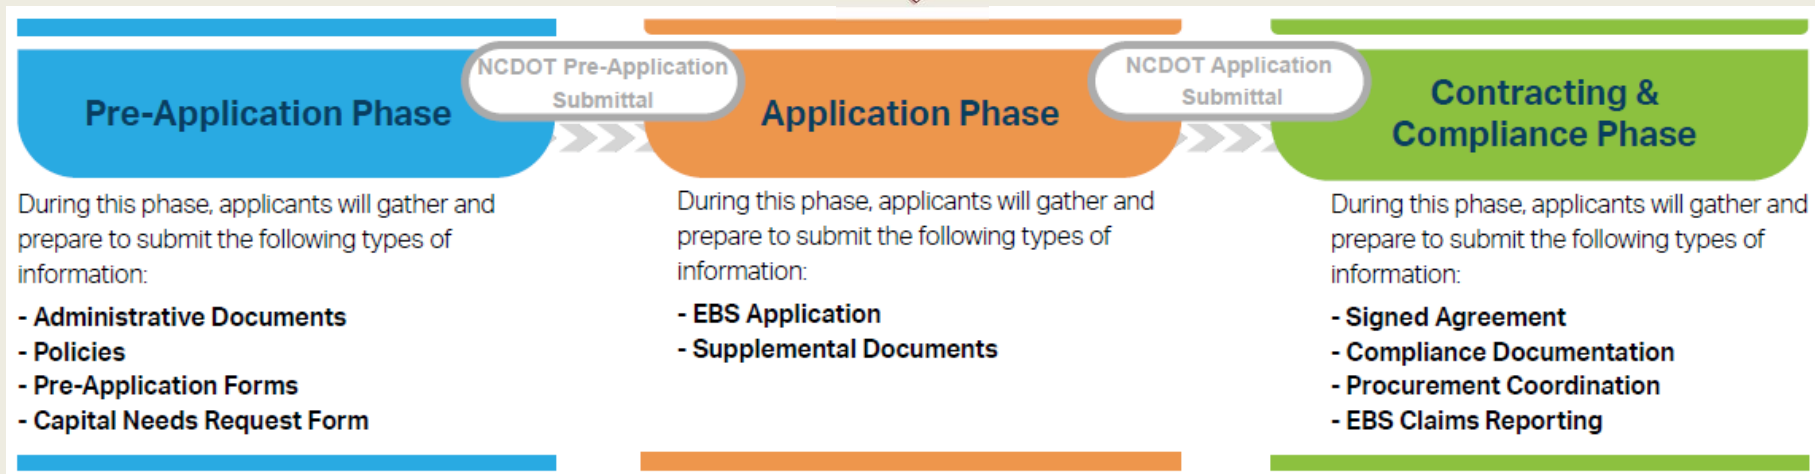 Pre-Application Phase
NCDOT Pre-Application
Submittal
During this phase, applicants will gather and
prepare to submit the following types of
information:
- Administrative Documents
- Policies
- Pre-Application Forms
- Capital Needs Request Form
Application Phase
NCDOT Application
Submittal
During this phase, applicants will gather and
prepare to submit the following types of
information:
- EBS Application
- Supplemental Documents
Contracting &
Compliance Phase
During this phase, applicants will gather and
prepare to submit the following types of
information:
- Signed Agreement
- Compliance Documentation
- Procurement Coordination
- EBS Claims Reporting